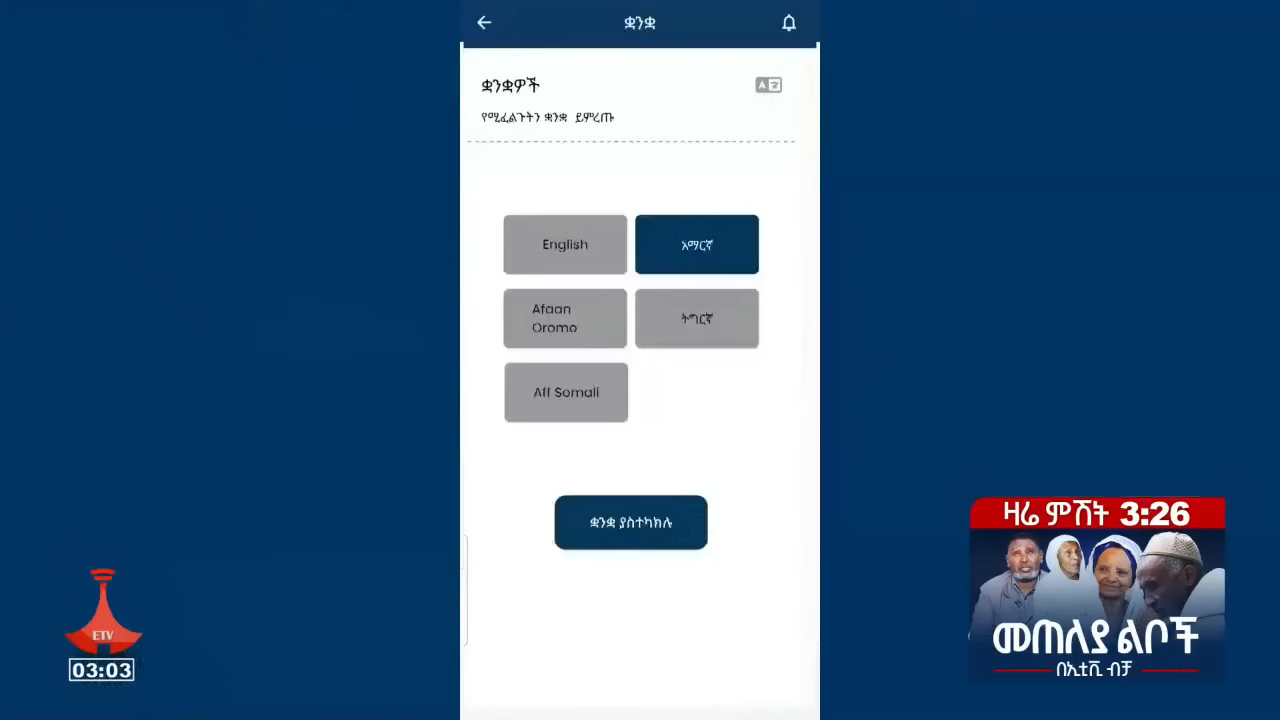 ቋንቋ
ቋንቋዎች
የሚፈልጉትን ቋንቋ ይምረጡ
English
አማርኛ
Afaan
Oromo
ትግርኛ
Aff Somali
ቋንቋ ያስተካክሉ
ETV
03:03
ዛሬ ምሽት 3:26
መጠለያ ልቦች
በኢቲቪ ብቻ